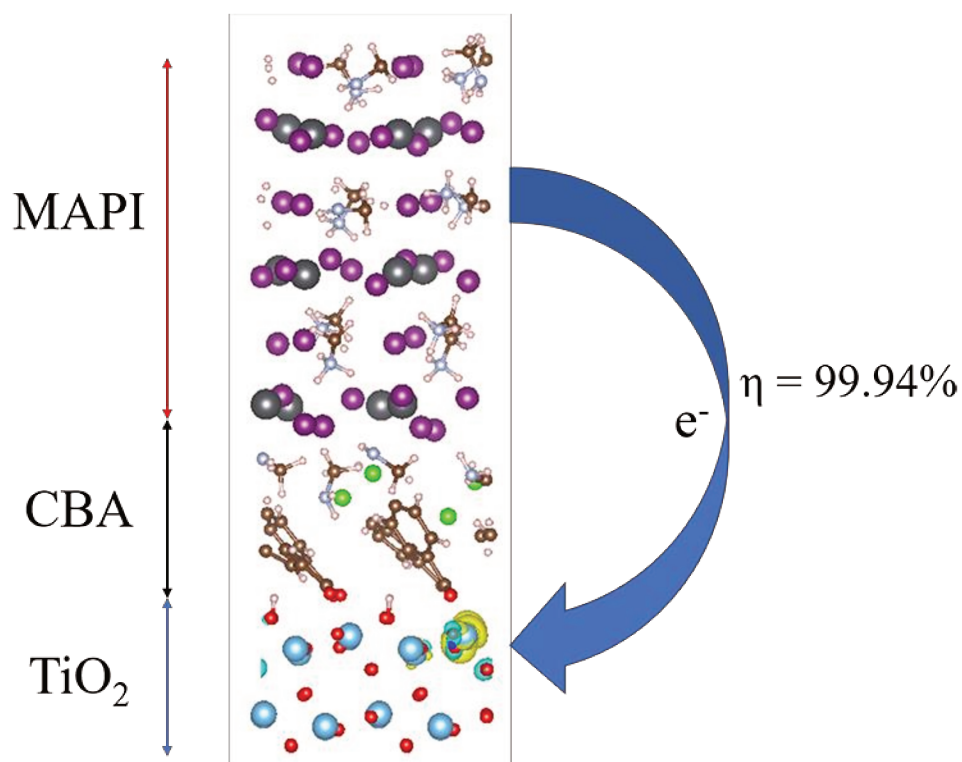 MAPI
η = 99.94%
e⁻
CBA
TiO₂